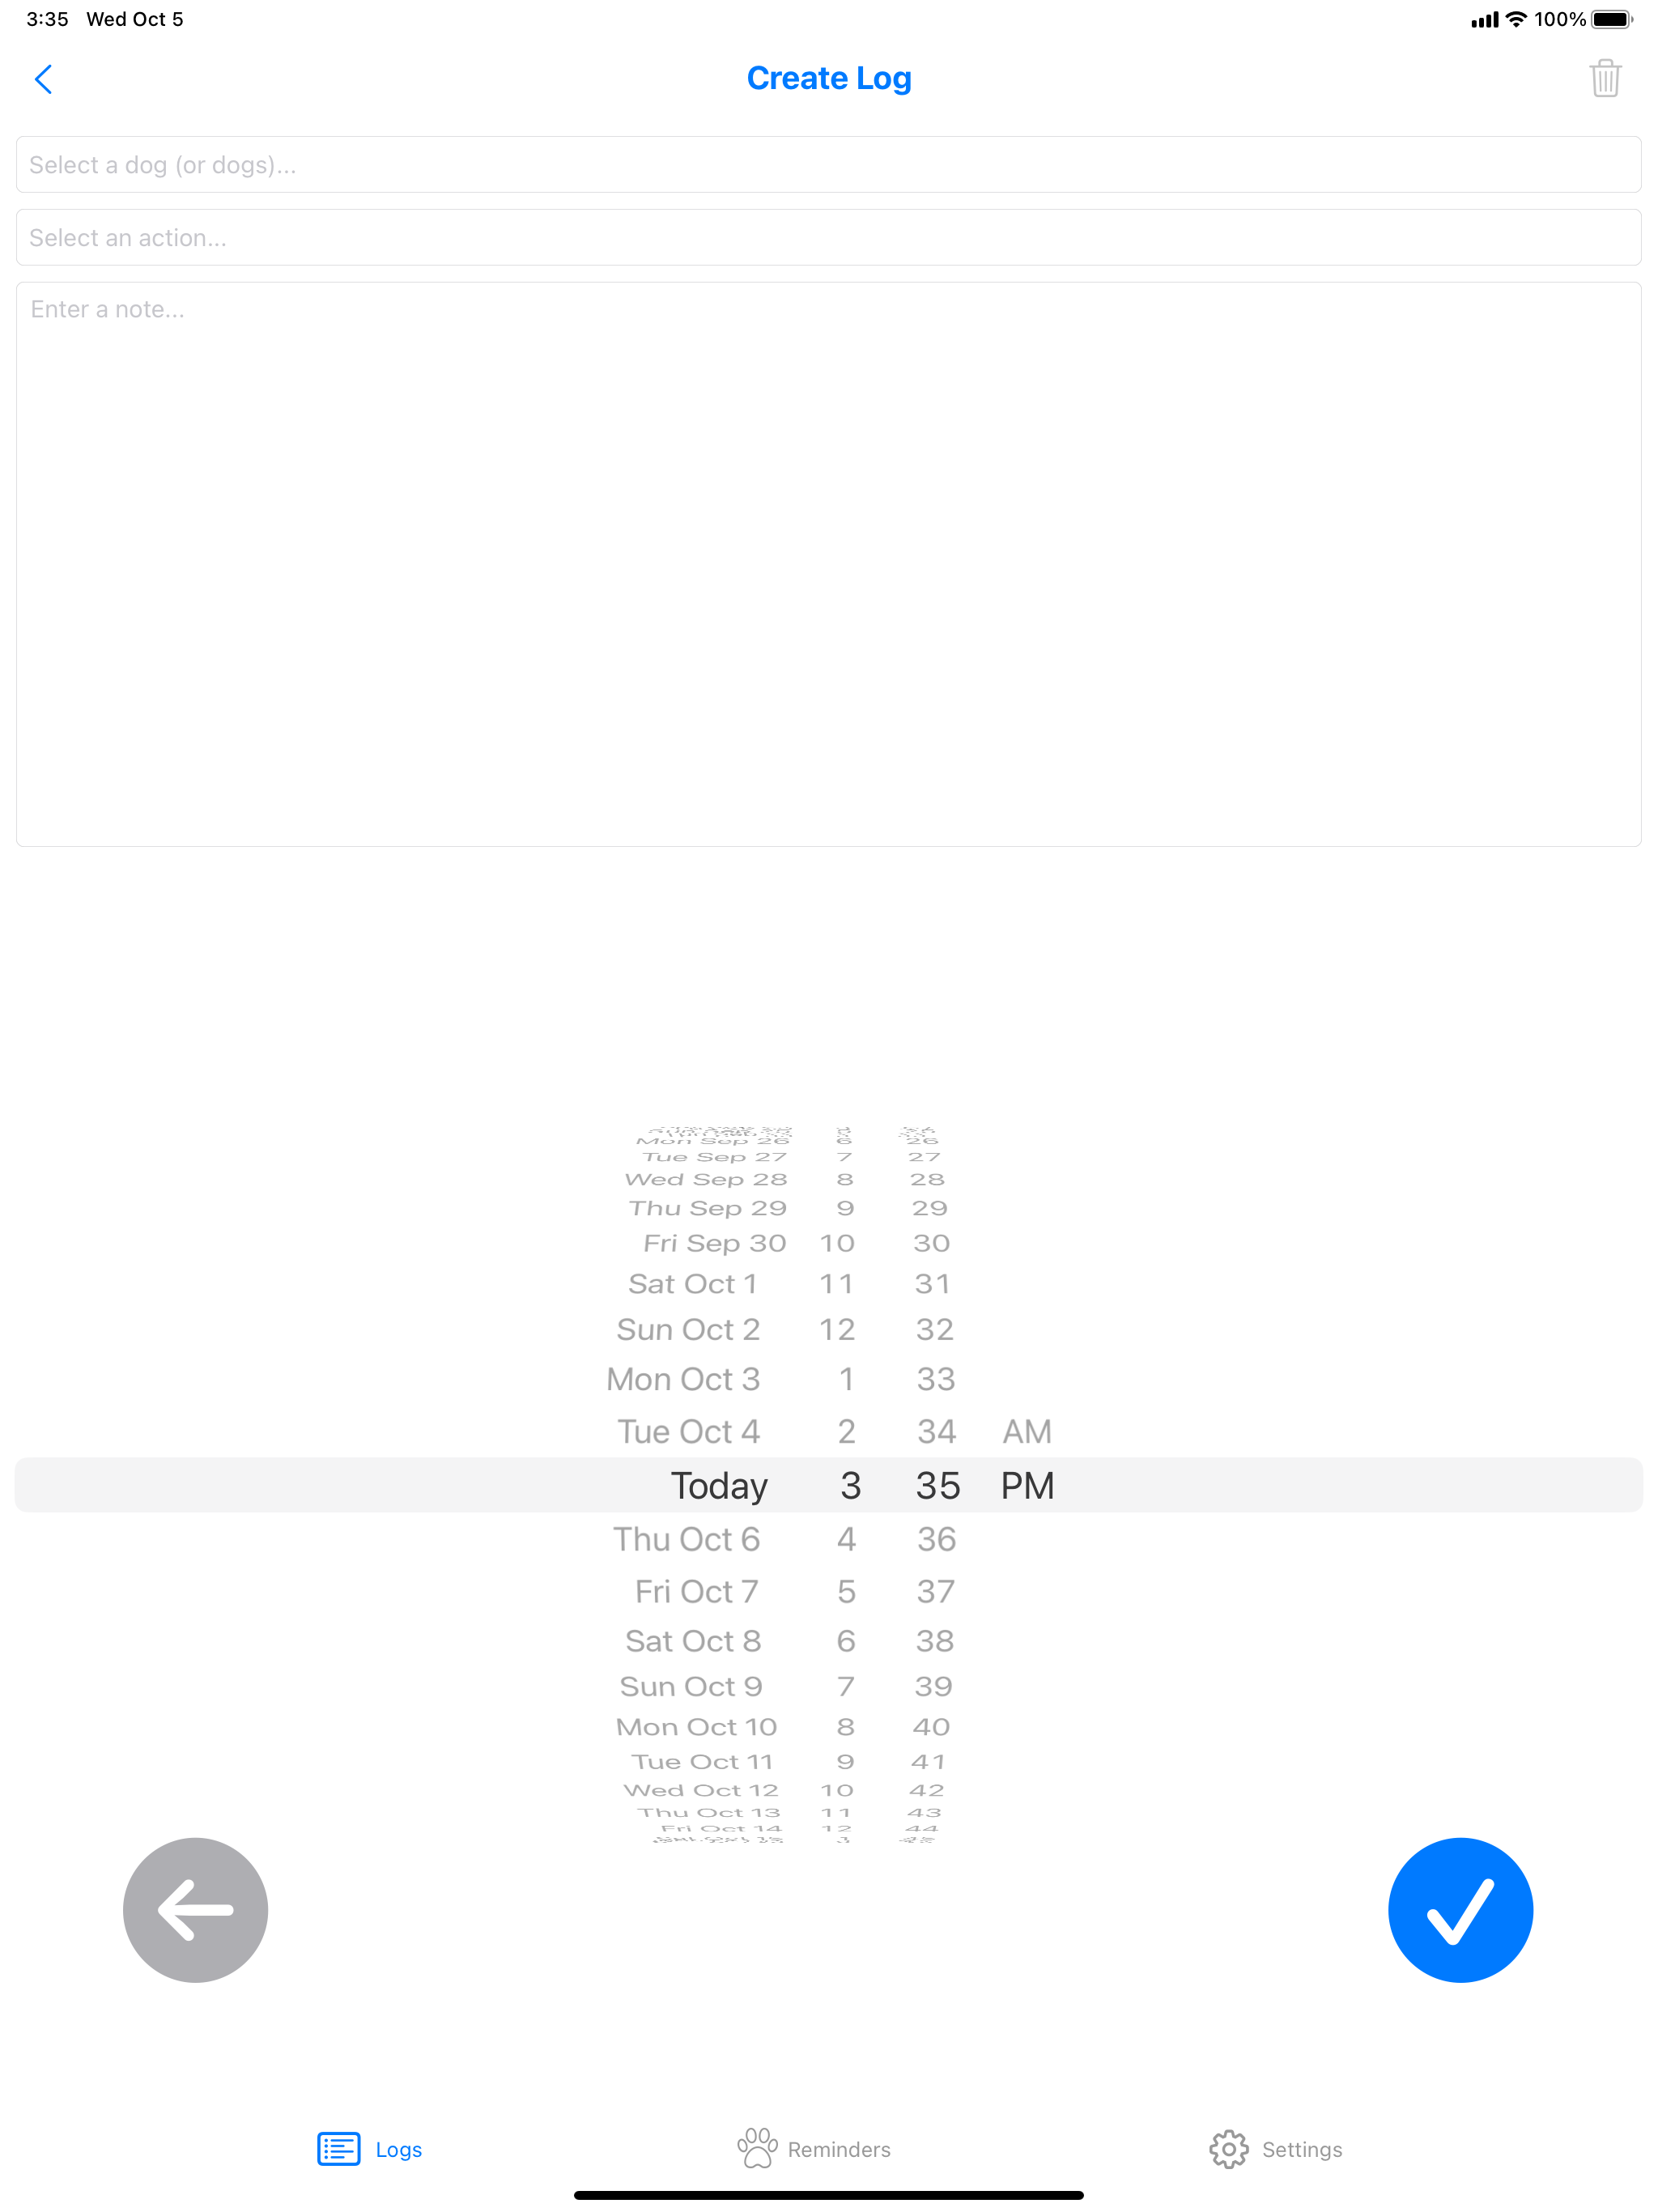 3:35 Wed Oct 5 100%
Create Log
Select a dog (or dogs)...
Select an action...
Enter a note...
Mon Sep 26 6 26
Tue Sep 27 7 27
Wed Sep 28 8 28
Thu Sep 29 9 29
Fri Sep 30 10 30
Sat Oct 1 11 31
Sun Oct 2 12 32
Mon Oct 3 1 33
Tue Oct 4 2 34 AM
Today 3 35 PM
Thu Oct 6 4 36
Fri Oct 7 5 37
Sat Oct 8 6 38
Sun Oct 9 7 39
Mon Oct 10 8 40
Tue Oct 11 9 41
Wed Oct 12 10 42
Thu Oct 13 11 43
Fri Oct 14 12 44
Logs Reminders Settings